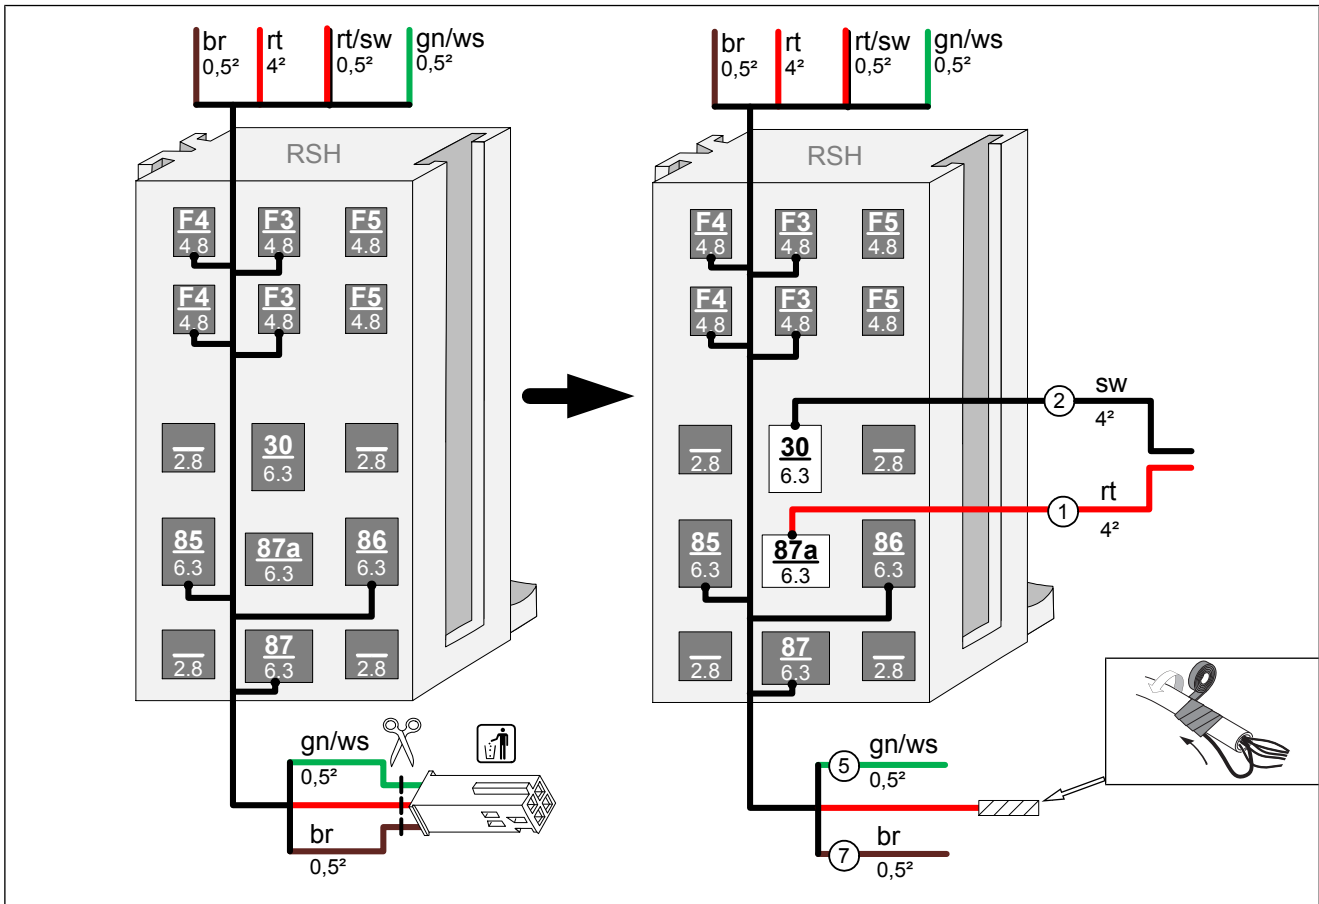 br
0,5²
rt
4²
rt/sw
0,5²
gn/ws
0,5²
RSH
F4
4.8
F3
4.8
F5
4.8
F4
4.8
F3
4.8
F5
4.8
2.8
30
6.3
2.8
85
6.3
87a
6.3
86
6.3
2.8
87
6.3
2.8
gn/ws
0,5²
br
0,5²
br
0,5²
rt
4²
rt/sw
0,5²
gn/ws
0,5²
RSH
F4
4.8
F3
4.8
F5
4.8
F4
4.8
F3
4.8
F5
4.8
2 sw
4²
2.8
30
6.3
2.8
1 rt
4²
85
6.3
87a
6.3
86
6.3
2.8
87
6.3
2.8
5 gn/ws
0,5²
7 br
0,5²